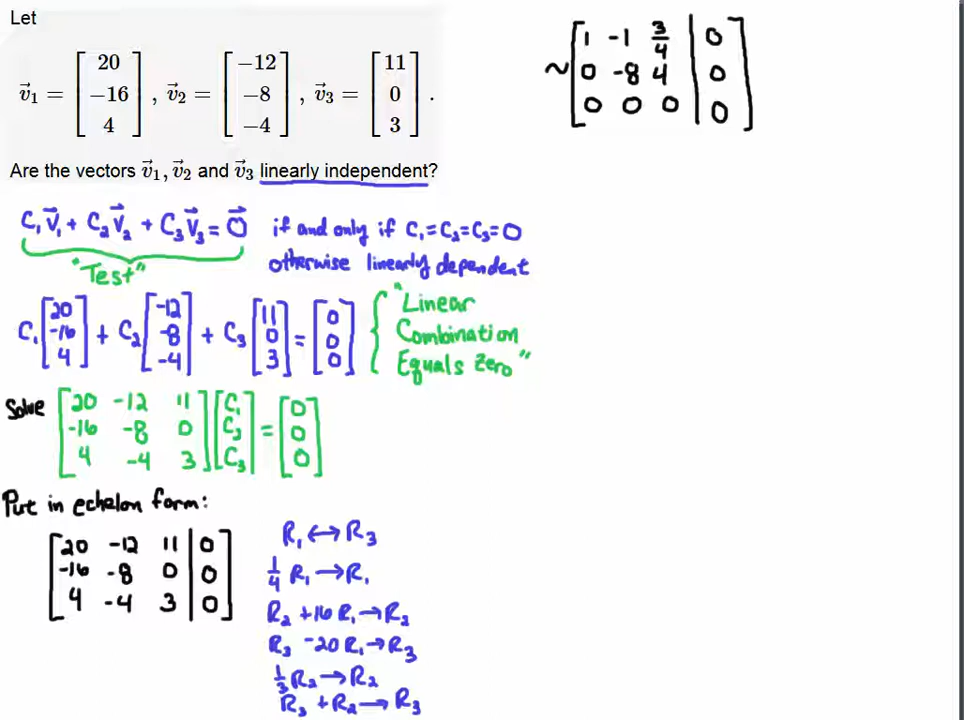 Let
v⃗1 = [20 −16 4], v⃗2 = [−12 −8 −4], v⃗3 = [11 0 3].
Are the vectors v⃗1, v⃗2 and v⃗3 linearly independent?
C₁v⃗₁ + C₂v⃗₂ + C₃v⃗₃ = 0⃗ if and only if C₁=C₂=C₃=0
otherwise linearly dependent
"Test"
C₁[20 -16 4] + C₂[-12 -8 -4] + C₃[11 0 3] = [0 0 0]
"Linear
Combination
Equals Zero"
Solve
[20 -12 11
-16 -8 0
4 -4 3] [C₁ C₂ C₃] = [0 0 0]
Put in echelon form:
[20 -12 11 | 0
-16 -8 0 | 0
4 -4 3 | 0]
R₁ ↔ R₃
1/4 R₁ → R₁
R₂ +16 R₁ → R₂
R₃ -20 R₁ → R₃
1/3 R₂ → R₂
R₃ + R₂ → R₃
~ [1 -1 3/4 | 0
0 -8 4 | 0
0 0 0 | 0]